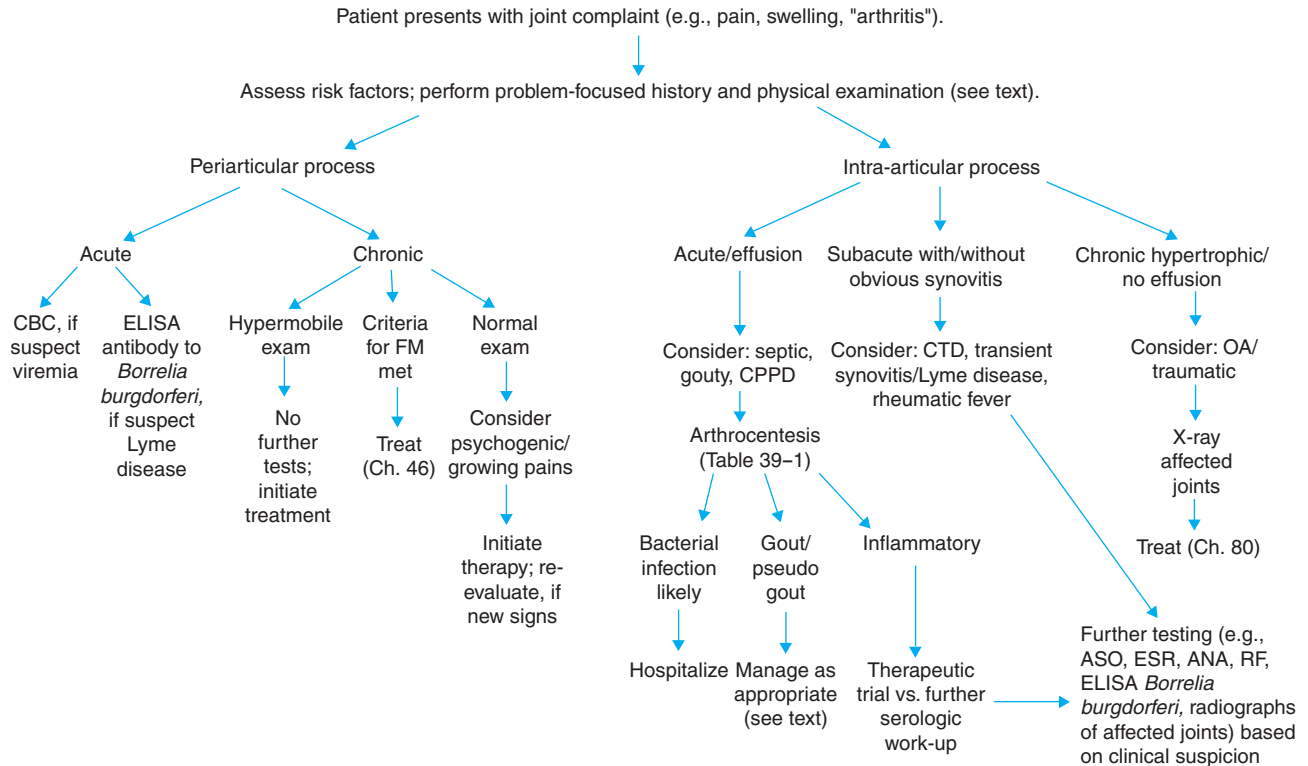 Patient presents with joint complaint (e.g., pain, swelling, "arthritis").
Assess risk factors; perform problem-focused history and physical examination (see text).
Periarticular process
Intra-articular process
Acute
Chronic
Acute/effusion
Subacute with/without
obvious synovitis
Chronic hypertrophic/
no effusion
CBC, if
suspect
viremia
ELISA
antibody to
Borrelia
burgdorferi,
if suspect
Lyme
disease
Hypermobile
exam
Criteria
for FM
met
Normal
exam
Consider: septic,
gouty, CPPD
Consider: CTD, transient
synovitis/Lyme disease,
rheumatic fever
Consider: OA/
traumatic
No
further
tests;
initiate
treatment
Treat
(Ch. 46)
Consider
psychogenic/
growing pains
Arthrocentesis
(Table 39–1)
X-ray
affected
joints
Initiate
therapy; re-
evaluate, if
new signs
Bacterial
infection
likely
Gout/
pseudo
gout
Inflammatory
Treat (Ch. 80)
Hospitalize
Manage as
appropriate
(see text)
Therapeutic
trial vs. further
serologic
work-up
Further testing (e.g.,
ASO, ESR, ANA, RF,
ELISA Borrelia
burgdorferi, radiographs
of affected joints) based
on clinical suspicion